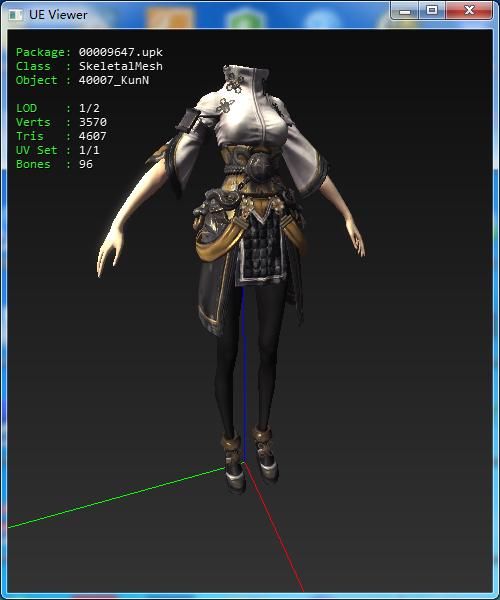 UE Viewer
Package: 00009647.upk
Class : SkeletalMesh
Object : 40007_KunN
LOD : 1/2
Verts : 3570
Tris : 4607
UV Set : 1/1
Bones : 96